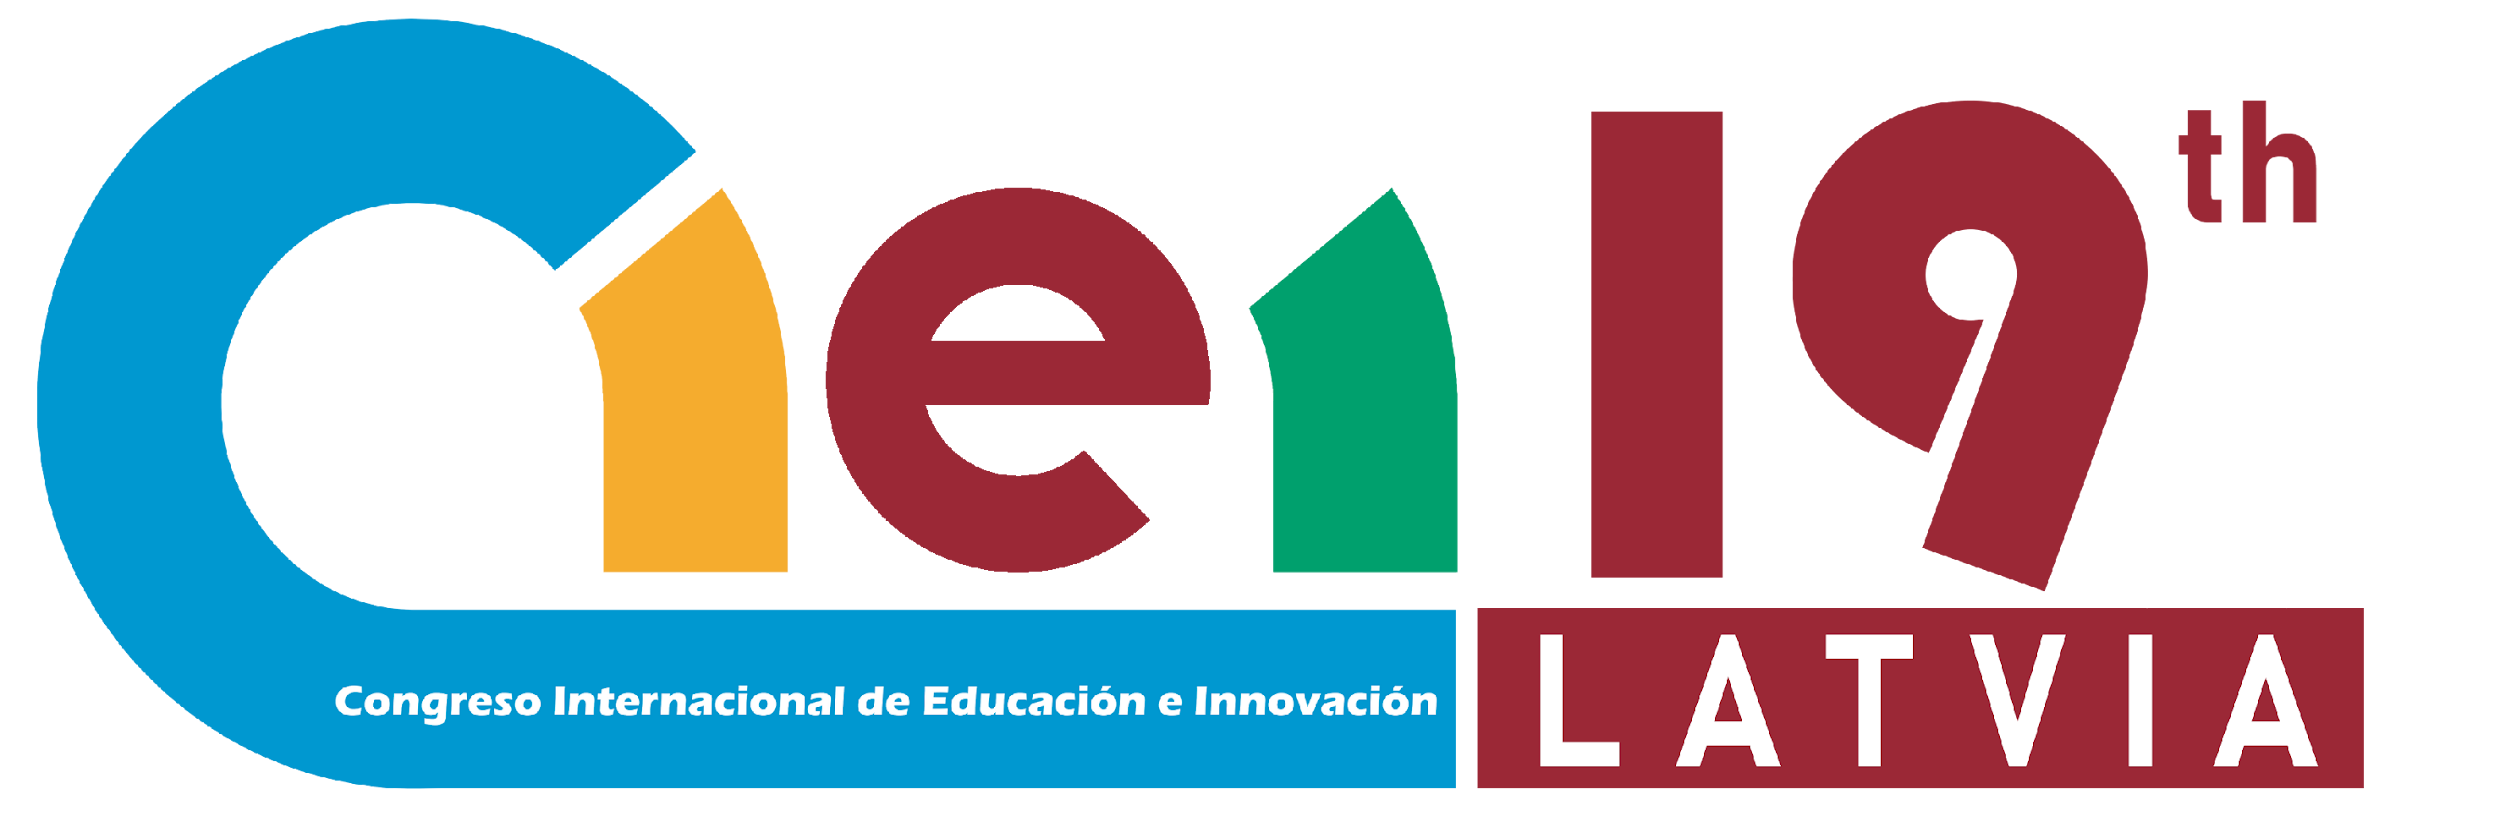 Ciei 19th
Congreso Internacional de Educación e Innovación
LATVIA